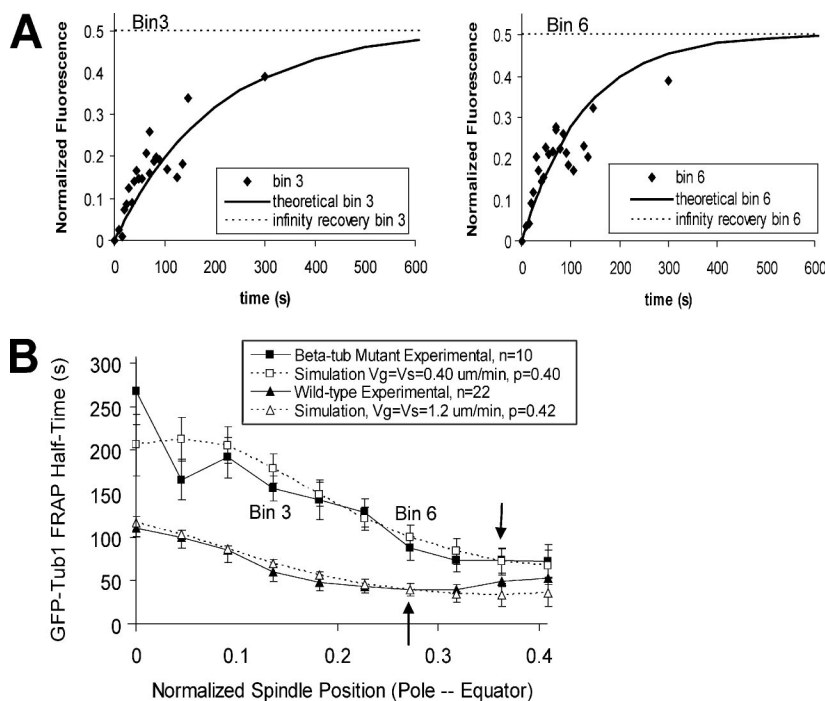 A
Bin3
Normalized Fluorescence
0.5
0.4
0.3
0.2
0.1
0
bin 3
theoretical bin 3
infinity recovery bin 3
0 100 200 300 400 500 600
time (s)
Bin 6
Normalized Fluorescence
0.5
0.4
0.3
0.2
0.1
0
bin 6
theoretical bin 6
infinity recovery bin 6
0 100 200 300 400 500 600
time (s)
B
GFP-Tub1 FRAP Half-Time (s)
300
250
200
150
100
50
0
Beta-tub Mutant Experimental, n=10
Simulation Vg=Vs=0.40 um/min, p=0.40
Wild-type Experimental, n=22
Simulation, Vg=Vs=1.2 um/min, p=0.42
Bin 3
Bin 6
0 0.1 0.2 0.3 0.4
Normalized Spindle Position (Pole -- Equator)